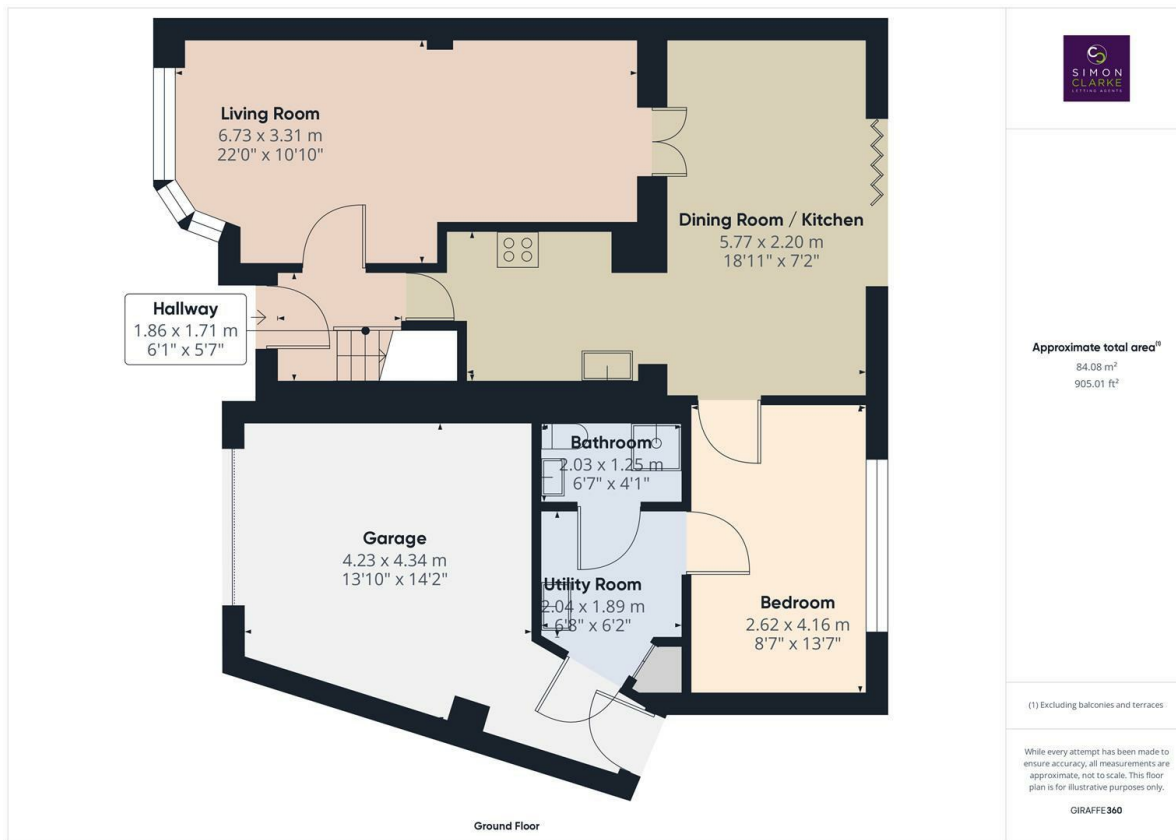 Living Room
6.73 x 3.31 m
22'0" x 10'10"
Dining Room / Kitchen
5.77 x 2.20 m
18'11" x 7'2"
Hallway
1.86 x 1.71 m
6'1" x 5'7"
Bathroom
2.03 x 1.25 m
6'7" x 4'1"
Garage
4.23 x 4.34 m
13'10" x 14'2"
Utility Room
2.04 x 1.89 m
6'8" x 6'2"
Bedroom
2.62 x 4.16 m
8'7" x 13'7"
Ground Floor
SIMON
CLARKE
LETTING AGENTS
Approximate total area⁽¹⁾
84.08 m²
905.01 ft²
(1) Excluding balconies and terraces
While every attempt has been made to
ensure accuracy, all measurements are
approximate, not to scale. This floor
plan is for illustrative purposes only.
GIRAFFE360